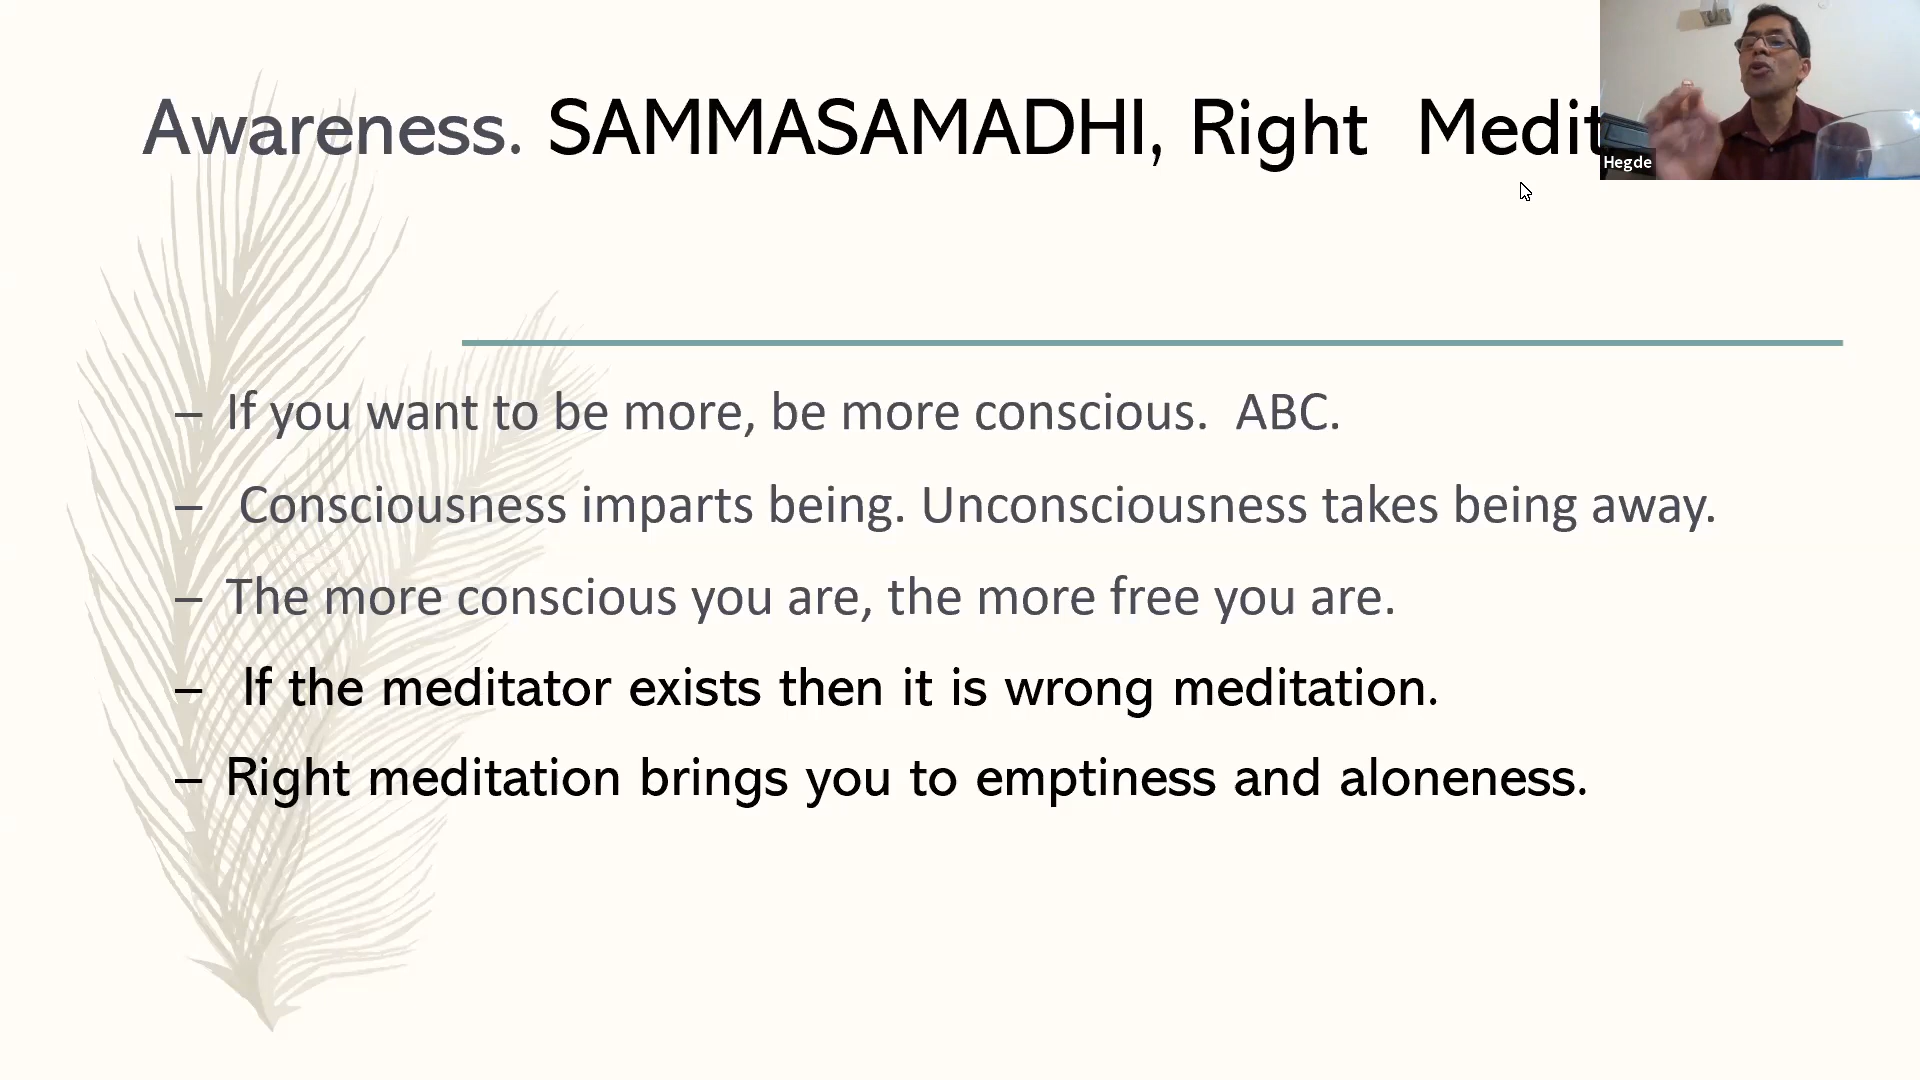 Awareness. SAMMASAMADHI, Right Medit
Hegde
– If you want to be more, be more conscious. ABC.
– Consciousness imparts being. Unconsciousness takes being away.
– The more conscious you are, the more free you are.
– If the meditator exists then it is wrong meditation.
– Right meditation brings you to emptiness and aloneness.